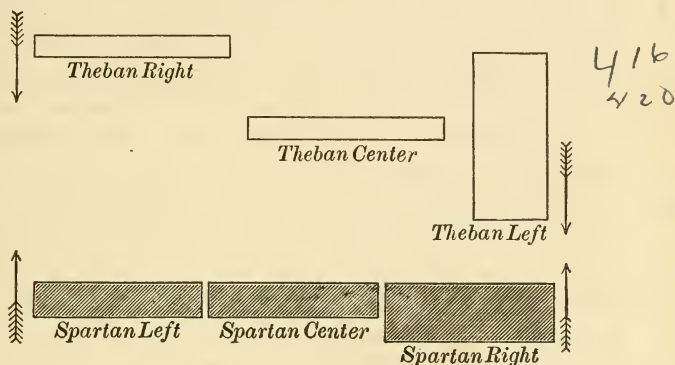 Theban Right
416
420
Theban Center
Theban Left
Spartan Left
Spartan Center
Spartan Right